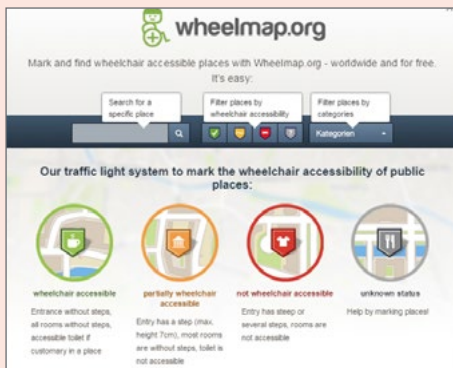 wheelmap.org
Mark and find wheelchair accessible places with Wheelmap.org - worldwide and for free.
It's easy:
Search for a
specific place
Filter places by
wheelchair accessibility
Filter places by
categories
Kategorien
Our traffic light system to mark the wheelchair accessibility of public
places:
wheelchair accessible
Entrance without steps,
all rooms without steps,
accessible toilet if
customery in a place
partially wheelchair
accessible
Entry has a step (max.
height 7cm), most rooms
are without steps, toilet is
not accessible
not wheelchair accessible
Entry has steep or
several steps, rooms are
not accessible
unknown status
Help by marking places!